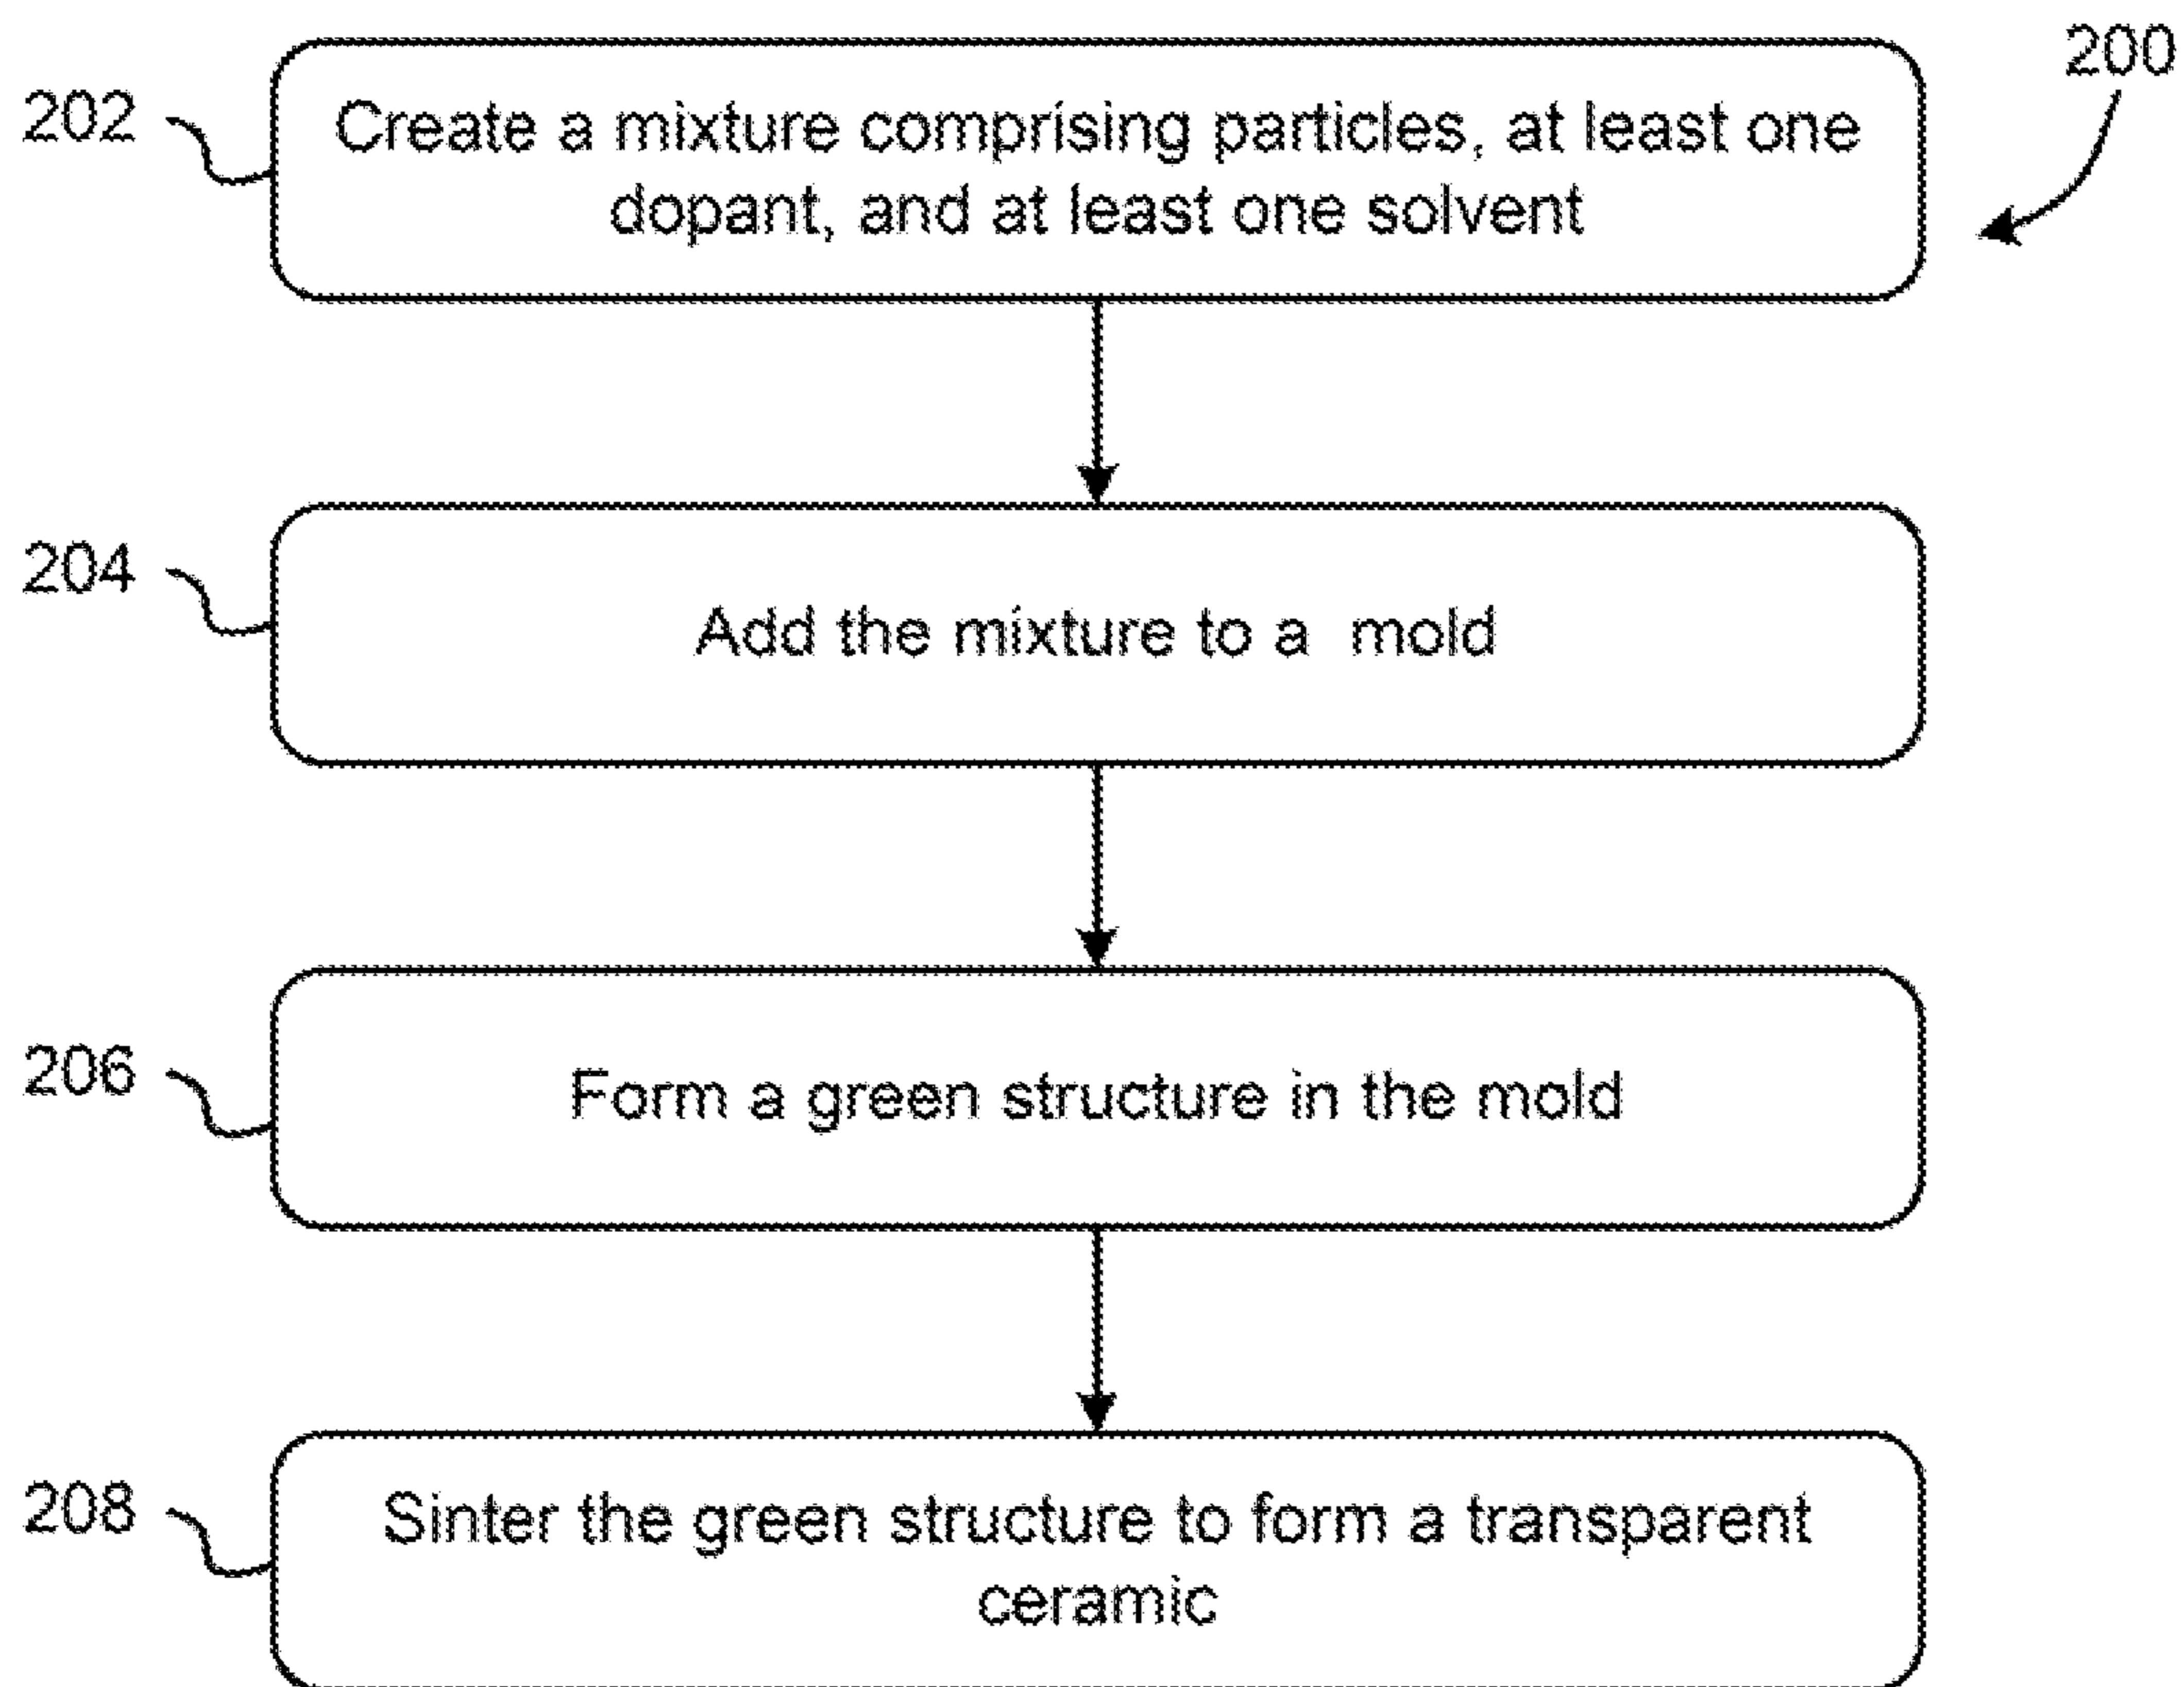 200
202
Create a mixture comprising particles, at least one
dopant, and at least one solvent
204
Add the mixture to a mold
206
Form a green structure in the mold
208
Sinter the green structure to form a transparent
ceramic